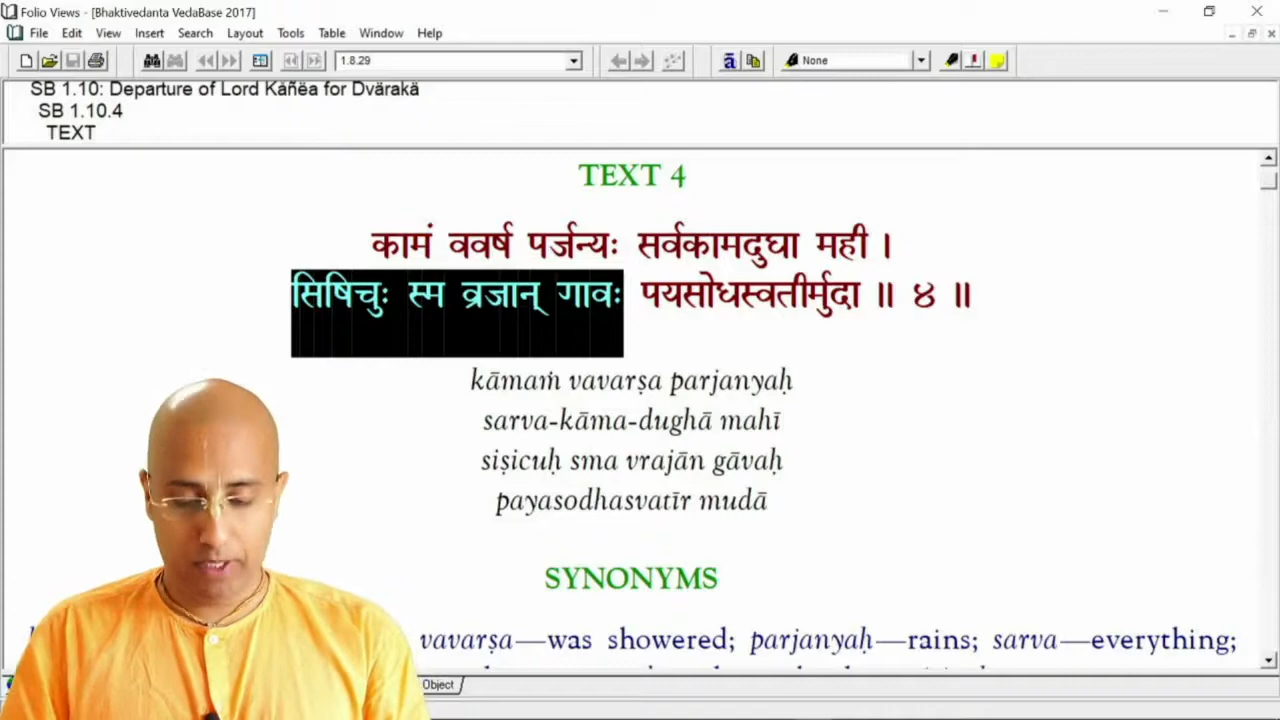 Folio Views - [Bhaktivedanta VedaBase 2017]
File Edit View Insert Search Layout Tools Table Window Help
1.8.29 None
SB 1.10: Departure of Lord Kåñëa for Dvärakä
SB 1.10.4
TEXT
TEXT 4
कामं ववर्ष पर्जन्यः सर्वकामदुघा मही ।
सिषिचुः स्म व्रजान् गावः पयसोधस्वतीर्मुदा ॥ ४ ॥
kāmaṁ vavarṣa parjanyaḥ
sarva-kāma-dughā mahī
siṣicuḥ sma vrajān gāvaḥ
payasodhasvatīr mudā
SYNONYMS
vavarṣa—was showered; parjanyaḥ—rains; sarva—everything;
Object